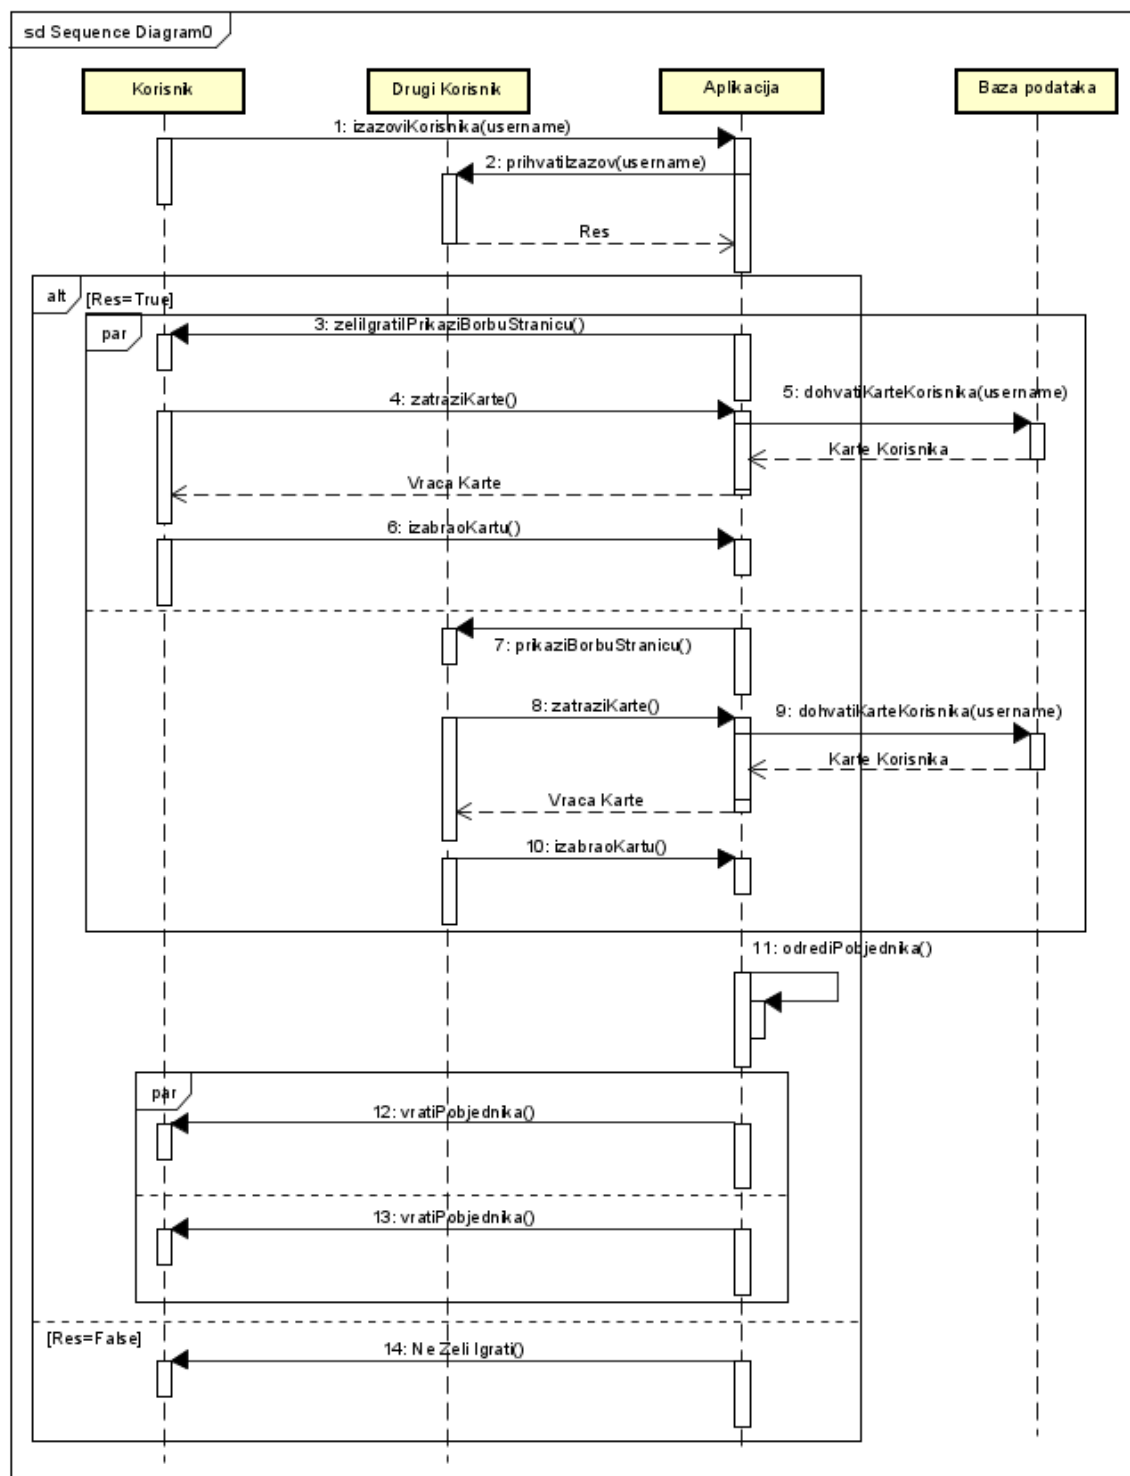 sd Sequence Diagram0
Korisnik
Drugi Korisnik
Aplikacija
Baza podataka
1: izazoviKorisnika(username)
2: prihvatiIzazov(username)
Res
alt
[Res=True]
par
3: zeliIgratiIPrikaziBorbuStranicu()
4: zatraziKarte()
5: dohvatiKarteKorisnika(username)
Karte Korisnika
Vraca Karte
6: izabraoKartu()
7: prikaziBorbuStranicu()
8: zatraziKarte()
9: dohvatiKarteKorisnika(username)
Karte Korisnika
Vraca Karte
10: izabraoKartu()
11: odrediPobjednika()
par
12: vratiPobjednika()
13: vratiPobjednika()
[Res=False]
14: Ne Zeli Igrati()